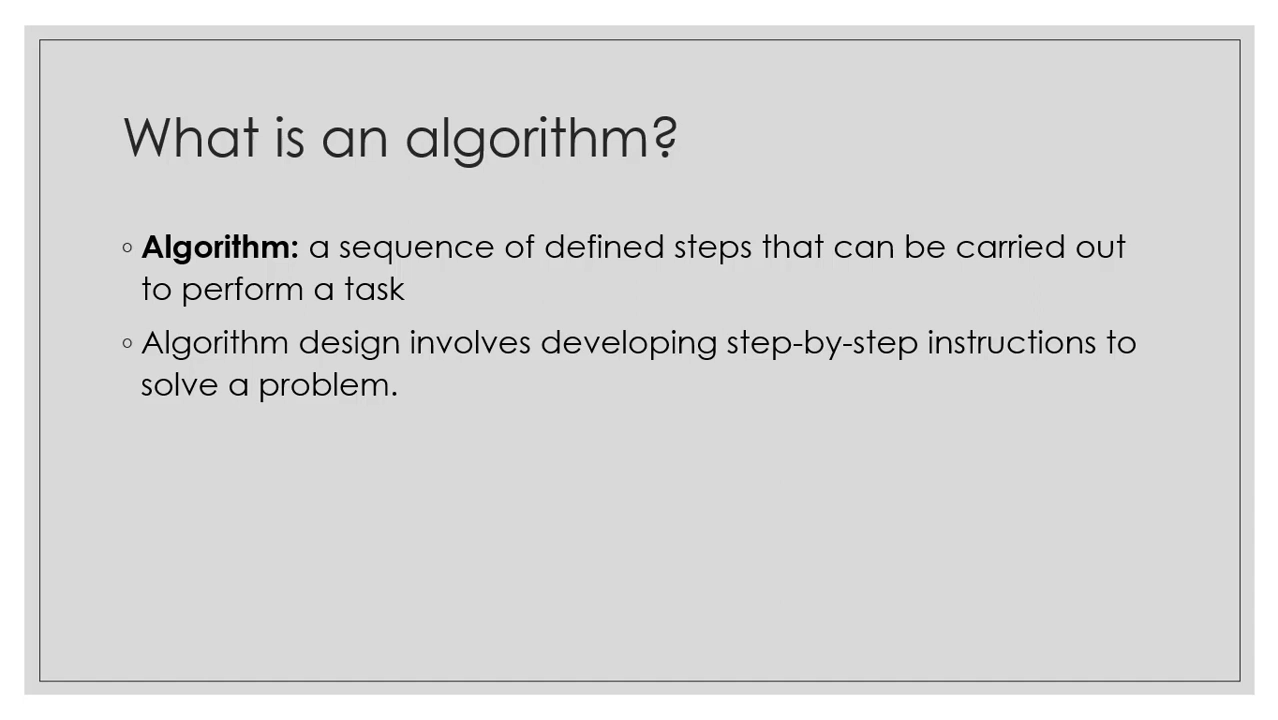 What is an algorithm?
◦ Algorithm: a sequence of defined steps that can be carried out
to perform a task
◦ Algorithm design involves developing step-by-step instructions to
solve a problem.